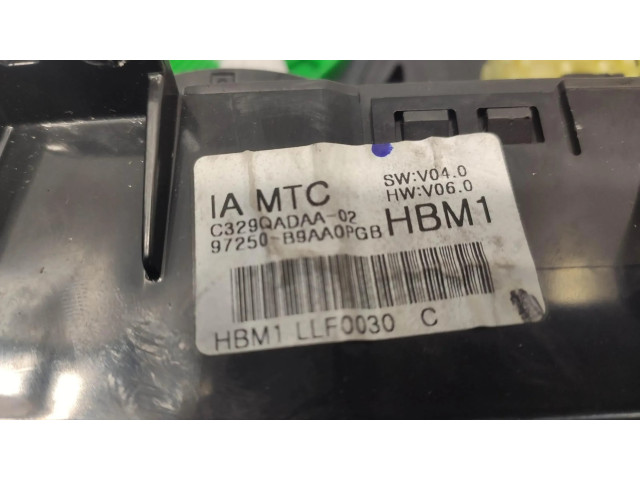 IA MTC
SW:V04.0
HW:V06.0
C329QADAA-02
97250-B9AA0PGB
HBM1
HBM1 LLF0030 C